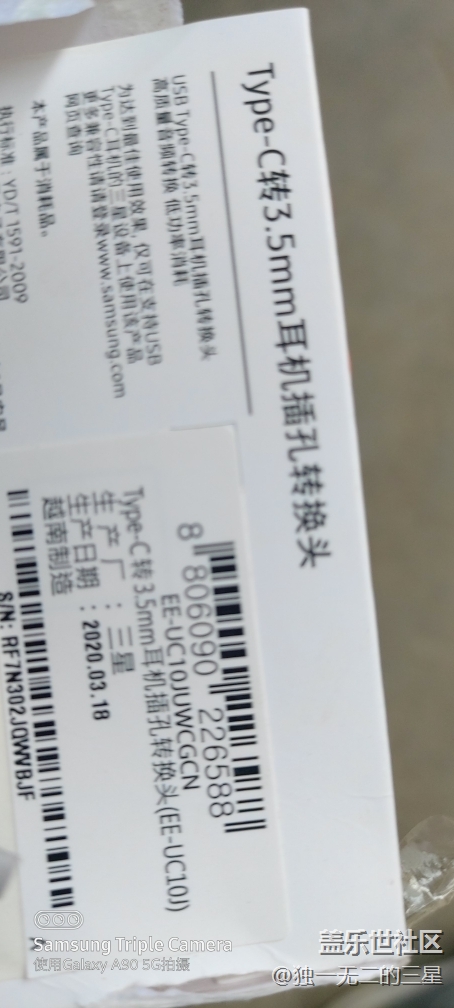 Type-C转3.5mm耳机插孔转换头
USB Type-C转3.5mm耳机插孔转换头
高质量音频转换 低功率消耗
为达到最佳使用效果, 仅可在支持USB
Type-C耳机的三星设备上使用该产品
更多兼容性请请登录www.samsung.com
网页查询
本产品属于消耗品。
执行标准：YD/T 1591-2009
8 806090 226588
EE-UC10JUWCGCN
Type-C 转3.5mm耳机插孔转换头(EE-UC10J)
生 产 厂 ：三星
生产日期 ：2020.03.18
越南制造
S/N: RF7N302JQWVBJF
Samsung Triple Camera
使用Galaxy A90 5G拍摄
盖乐世社区
@独一无二的三星